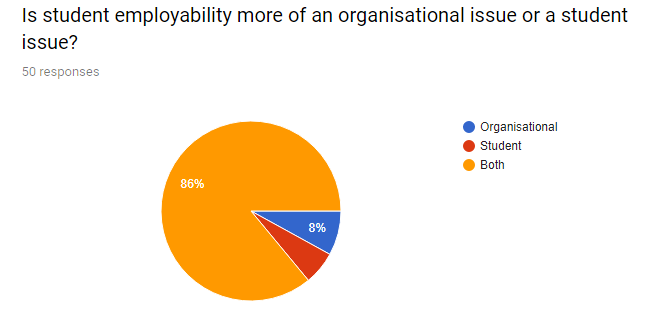 Is student employability more of an organisational issue or a student
issue?
50 responses
Organisational
Student
Both
86%
8%